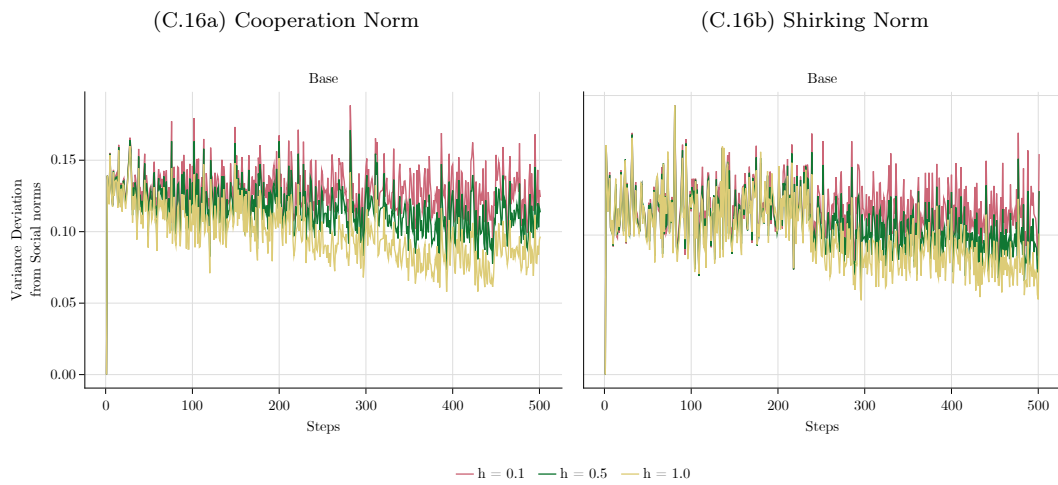 (C.16a) Cooperation Norm
(C.16b) Shirking Norm
Base
Base
Variance Deviation
from Social norms
0.15
0.10
0.05
0.00
0
100
200
300
400
500
0
100
200
300
400
500
Steps
Steps
h = 0.1
h = 0.5
h = 1.0